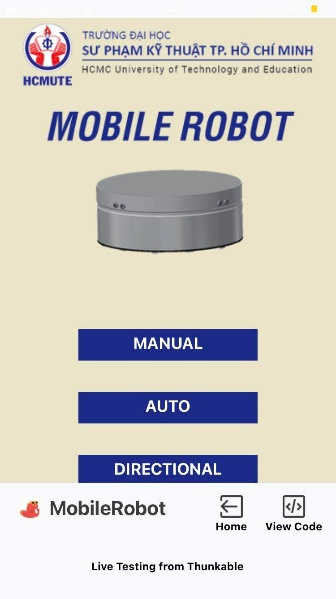 TRƯỜNG ĐẠI HỌC
SƯ PHẠM KỸ THUẬT TP. HỒ CHÍ MINH
HCMC University of Technology and Education
HCMUTE
MOBILE ROBOT
MANUAL
AUTO
DIRECTIONAL
MobileRobot
Home
View Code
Live Testing from Thunkable